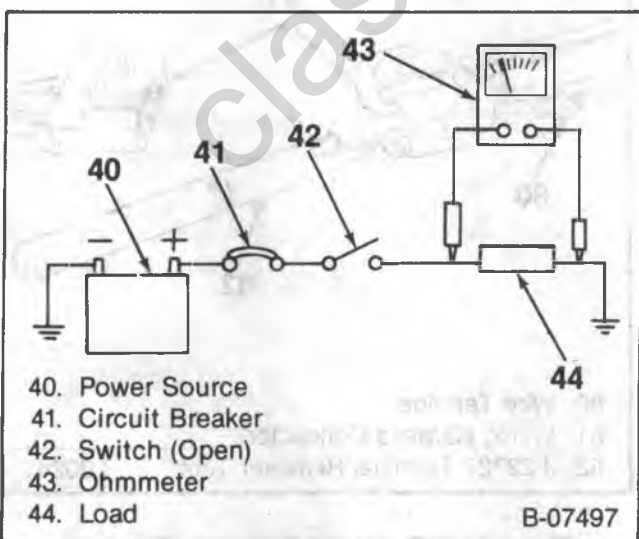 43
42
41
40
- +
44
40. Power Source
41. Circuit Breaker
42. Switch (Open)
43. Ohmmeter
44. Load
B-07497
clas